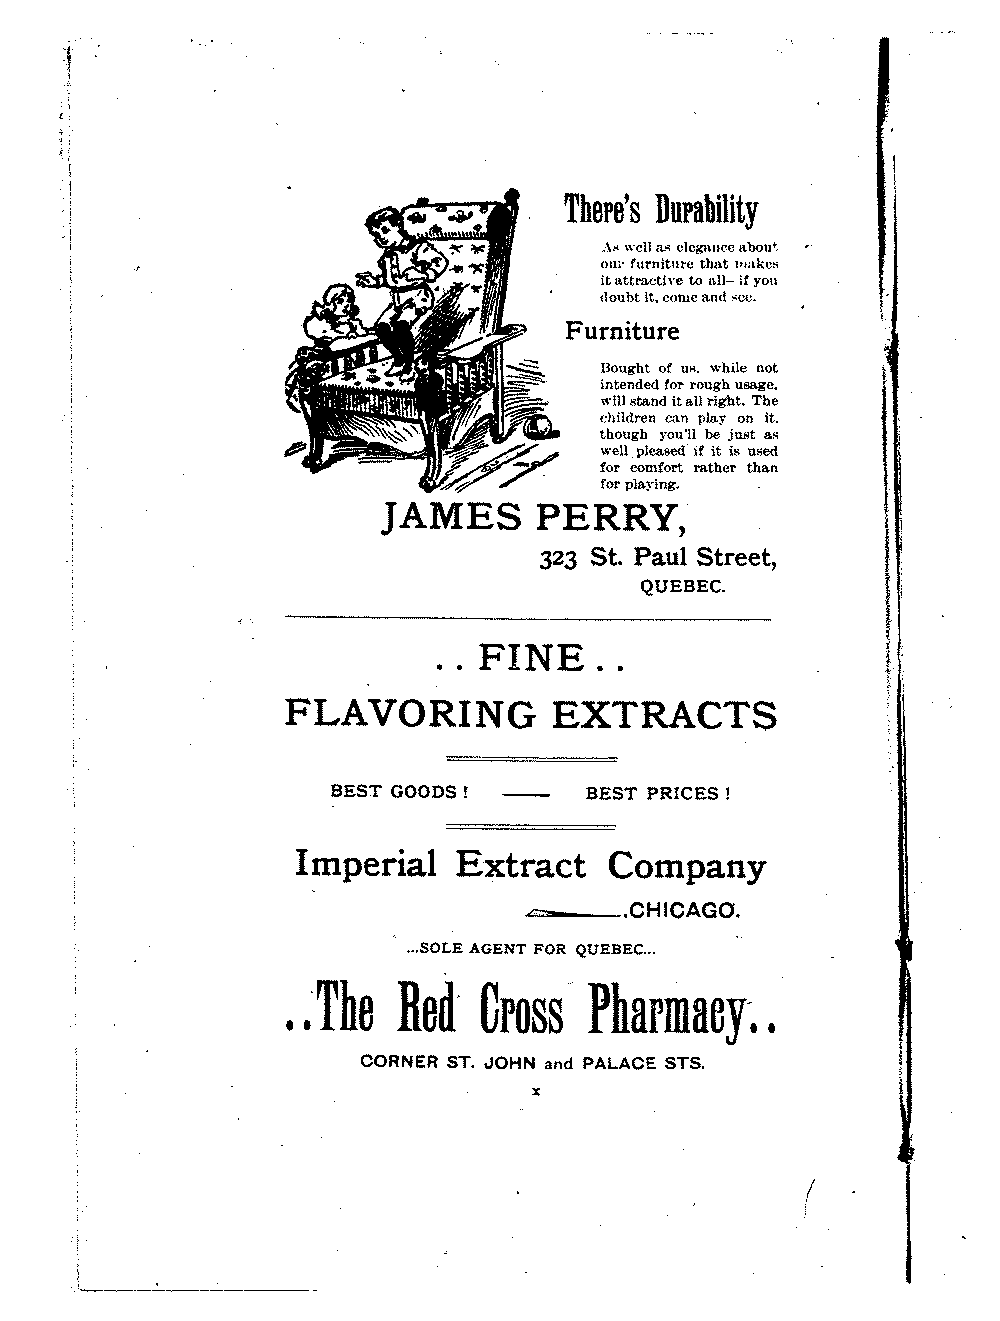 There's Durability
As well as elegance about
our furniture that makes
it attractive to all— if you
doubt it, come and see.
Furniture
Bought of us, while not
intended for rough usage,
will stand it all right. The
children can play on it,
though you'll be just as
well pleased if it is used
for comfort rather than
for playing.
JAMES PERRY,
323 St. Paul Street,
QUEBEC.
.. FINE ..
FLAVORING EXTRACTS
BEST GOODS ! — BEST PRICES !
Imperial Extract Company
.CHICAGO.
...SOLE AGENT FOR QUEBEC...
..The Red Cross Pharmacy..
CORNER ST. JOHN and PALACE STS.
x